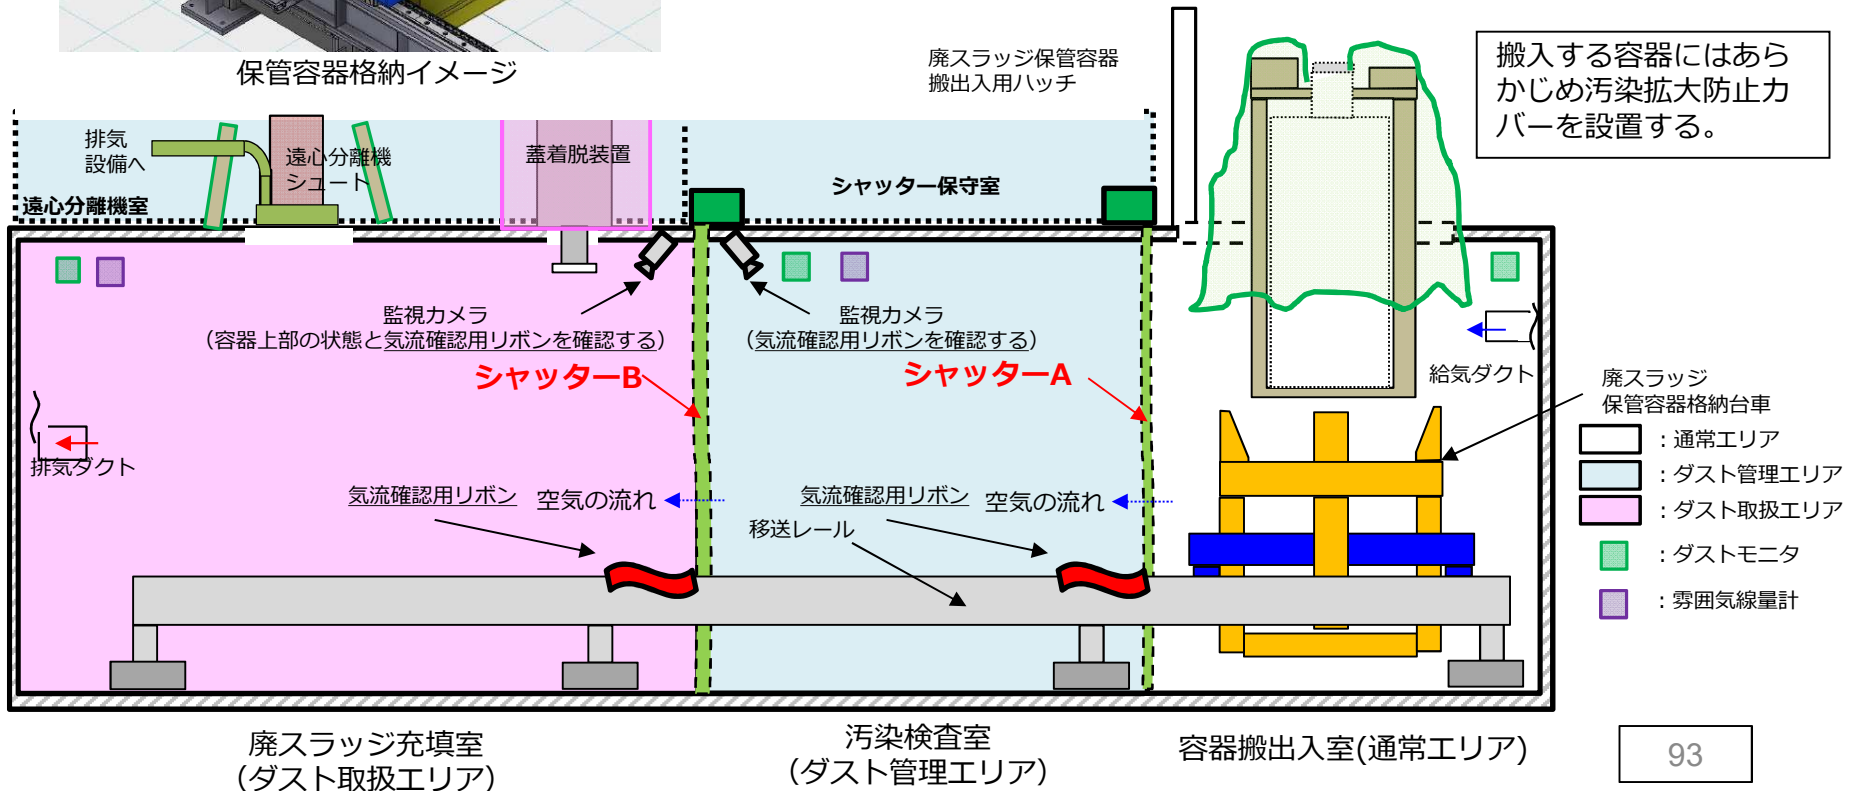 保管容器格納イメージ
廃スラッジ保管容器
搬出入用ハッチ
搬入する容器にはあら
かじめ汚染拡大防止カ
バーを設置する。
排気
設備へ
遠心分離機
シュート
蓋着脱装置
遠心分離機室
シャッター保守室
監視カメラ
（容器上部の状態と気流確認用リボンを確認する）
監視カメラ
（気流確認用リボンを確認する）
シャッターB
シャッターA
給気ダクト
廃スラッジ
保管容器格納台車
：通常エリア
：ダスト管理エリア
：ダスト取扱エリア
：ダストモニタ
：雰囲気線量計
排気ダクト
気流確認用リボン
空気の流れ
気流確認用リボン
空気の流れ
移送レール
廃スラッジ充填室
（ダスト取扱エリア）
汚染検査室
（ダスト管理エリア）
容器搬出入室(通常エリア)
93